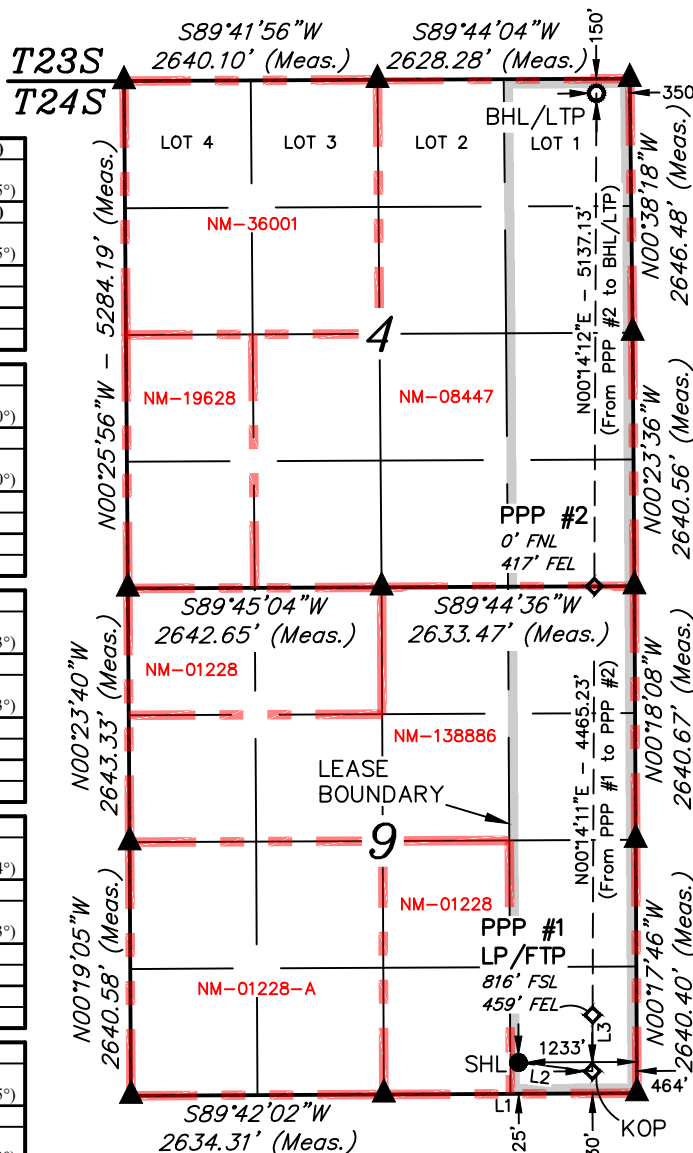 S89°41'56"W
2640.10' (Meas.)
S89°44'04"W
2628.28' (Meas.)
150'
T23S
T24S
350
BHL/LTP
LOT 4
LOT 3
LOT 2
LOT 1
NM-36001
N00°25'56"W - 5284.19' (Meas.)
N00°38'18"W
2646.48' (Meas.)
N00°14'12"E - 5137.13'
(From PPP #2 to BHL/LTP)
4
NM-19628
NM-08447
N00°23'36"W
2640.56' (Meas.)
PPP #2
0' FNL
417' FEL
S89°45'04"W
2642.65' (Meas.)
S89°44'36"W
2633.47' (Meas.)
N00°23'40"W
2643.33' (Meas.)
NM-01228
NM-138886
N00°18'08"W
2640.67' (Meas.)
LEASE
BOUNDARY
N00°14'11"E - 4465.23'
(From PPP #1 to PPP #2)
9
NM-01228
N00°19'05"W
2640.58' (Meas.)
NM-01228-A
PPP #1
LP/FTP
816' FSL
459' FEL
N00°17'46"W
2640.40' (Meas.)
L3
1233'
SHL
L2
464'
L1
KOP
S89°42'02"W
2634.31' (Meas.)